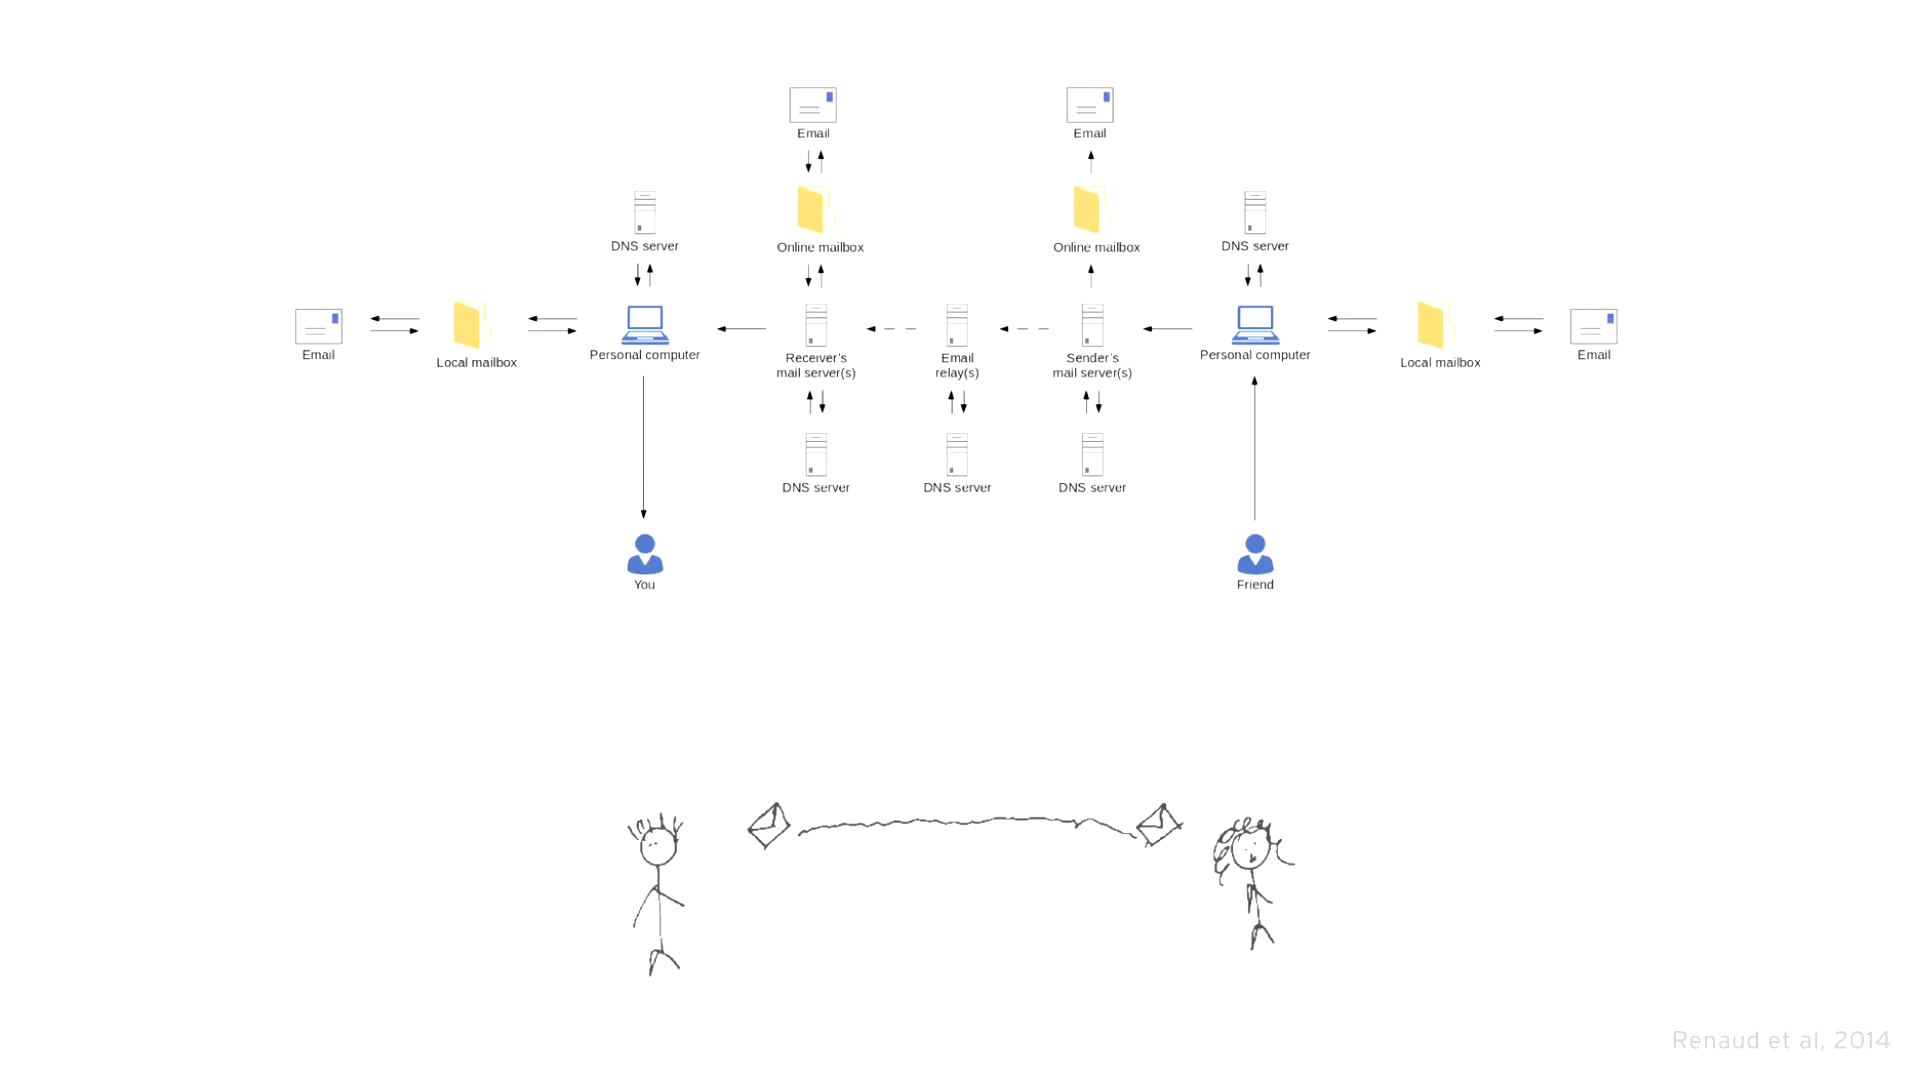 Email
Email
DNS server
Online mailbox
Online mailbox
DNS server
Email
Local mailbox
Personal computer
Receiver's
mail server(s)
Email
relay(s)
Sender's
mail server(s)
Personal computer
Local mailbox
Email
DNS server
DNS server
DNS server
You
Friend
Renaud et al, 2014